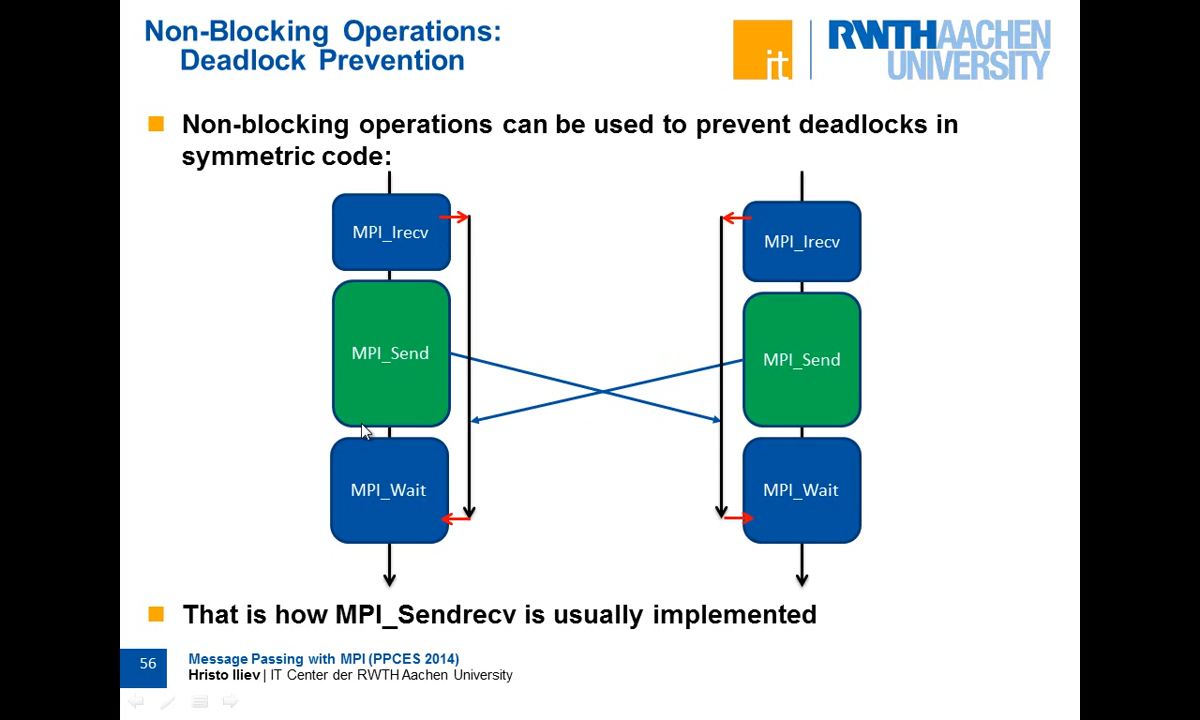 Non-Blocking Operations:
Deadlock Prevention
it
RWTHAACHEN
UNIVERSITY
Non-blocking operations can be used to prevent deadlocks in
symmetric code:
MPI_Irecv
MPI_Irecv
MPI_Send
MPI_Send
MPI_Wait
MPI_Wait
That is how MPI_Sendrecv is usually implemented
56
Message Passing with MPI (PPCES 2014)
Hristo Iliev | IT Center der RWTH Aachen University